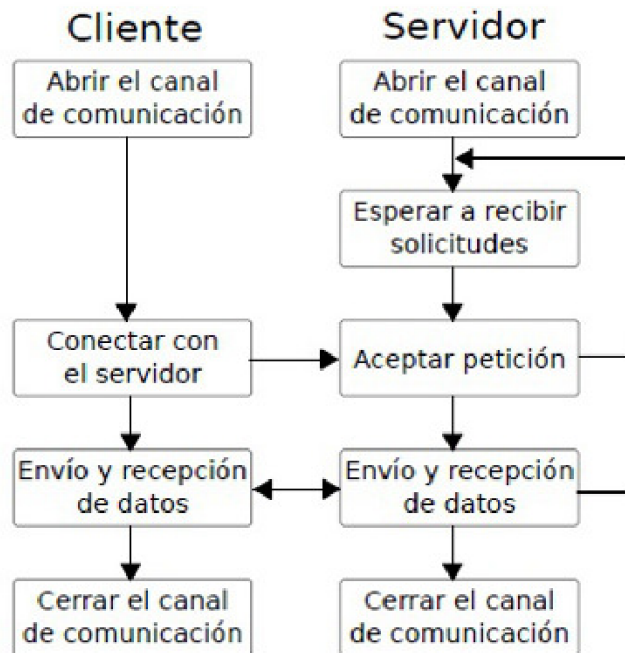 Cliente
Abrir el canal
de comunicación
Conectar con
el servidor
Envío y recepción
de datos
Cerrar el canal
de comunicación
Servidor
Abrir el canal
de comunicación
Esperar a recibir
solicitudes
Aceptar petición
Envío y recepción
de datos
Cerrar el canal
de comunicación